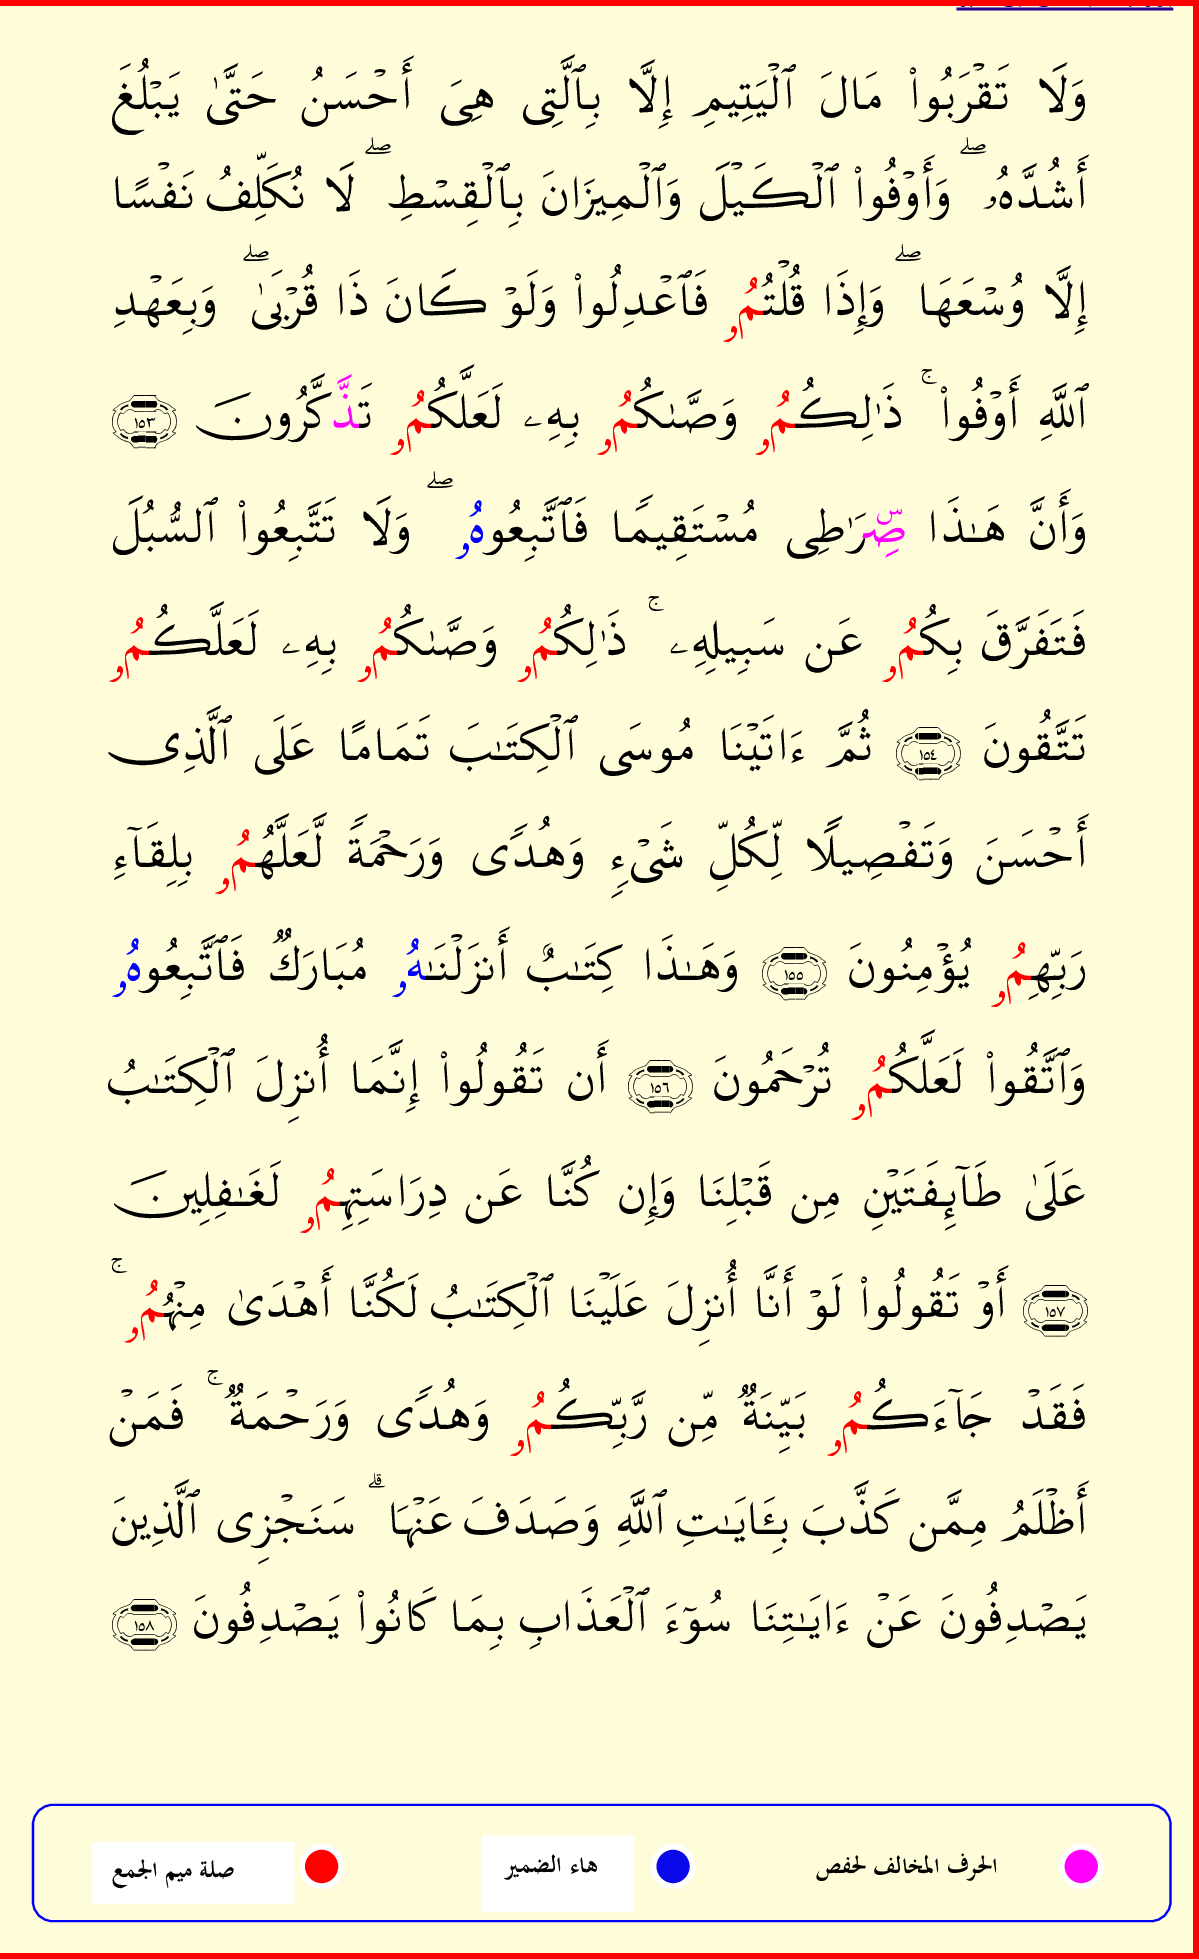 وَلَا تَقْرَبُوا۟ مَالَ ٱلْيَتِيمِ إِلَّا بِٱلَّتِى هِىَ أَحْسَنُ حَتَّىٰ يَبْلُغَ
أَشُدَّهُۥ ۖ وَأَوْفُوا۟ ٱلْكَيْلَ وَٱلْمِيزَانَ بِٱلْقِسْطِ ۖ لَا نُكَلِّفُ نَفْسًا
إِلَّا وُسْعَهَا ۖ وَإِذَا قُلْتُمُۥ فَٱعْدِلُوا۟ وَلَوْ كَانَ ذَا قُرْبَىٰ ۖ وَبِعَهْدِ
ٱللَّهِ أَوْفُوا۟ ۚ ذَٰلِكُمُۥ وَصَّىٰكُمُۥ بِهِۦ لَعَلَّكُمُۥ تَذَّكَّرُونَ ١٥٣
وَأَنَّ هَـٰذَا صِۜرَٰطِى مُسْتَقِيمًا فَٱتَّبِعُوهُۥ ۖ وَلَا تَتَّبِعُوا۟ ٱلسُّبُلَ
فَتَفَرَّقَ بِكُمُۥ عَن سَبِيلِهِۦ ۚ ذَٰلِكُمُۥ وَصَّىٰكُمُۥ بِهِۦ لَعَلَّكُمُۥ
تَتَّقُونَ ١٥٤ ثُمَّ ءَاتَيْنَا مُوسَى ٱلْكِتَـٰبَ تَمَامًا عَلَى ٱلَّذِى
أَحْسَنَ وَتَفْصِيلًا لِّكُلِّ شَىْءٍ وَهُدًى وَرَحْمَةً لَّعَلَّهُمُۥ بِلِقَآءِ
رَبِّهِمُۥ يُؤْمِنُونَ ١٥٥ وَهَـٰذَا كِتَـٰبٌ أَنزَلْنَـٰهُۥ مُبَارَكٌ فَٱتَّبِعُوهُۥ
وَٱتَّقُوا۟ لَعَلَّكُمُۥ تُرْحَمُونَ ١٥٦ أَن تَقُولُوا۟ إِنَّمَا أُنزِلَ ٱلْكِتَـٰبُ
عَلَىٰ طَآئِفَتَيْنِ مِن قَبْلِنَا وَإِن كُنَّا عَن دِرَاسَتِهِمُۥ لَغَـٰفِلِينَ
١٥٧ أَوْ تَقُولُوا۟ لَوْ أَنَّا أُنزِلَ عَلَيْنَا ٱلْكِتَـٰبُ لَكُنَّا أَهْدَىٰ مِنْهُمُۥ ۚ
فَقَدْ جَآءَكُمُۥ بَيِّنَةٌ مِّن رَّبِّكُمُۥ وَهُدًى وَرَحْمَةٌ ۚ فَمَنْ
أَظْلَمُ مِمَّن كَذَّبَ بِـَٔايَـٰتِ ٱللَّهِ وَصَدَفَ عَنْهَا ۗ سَنَجْزِى ٱلَّذِينَ
يَصْدِفُونَ عَنْ ءَايَـٰتِنَا سُوٓءَ ٱلْعَذَابِ بِمَا كَانُوا۟ يَصْدِفُونَ ١٥٨
الحرف المخالف لحفص هاء الضمير صلة ميم الجمع